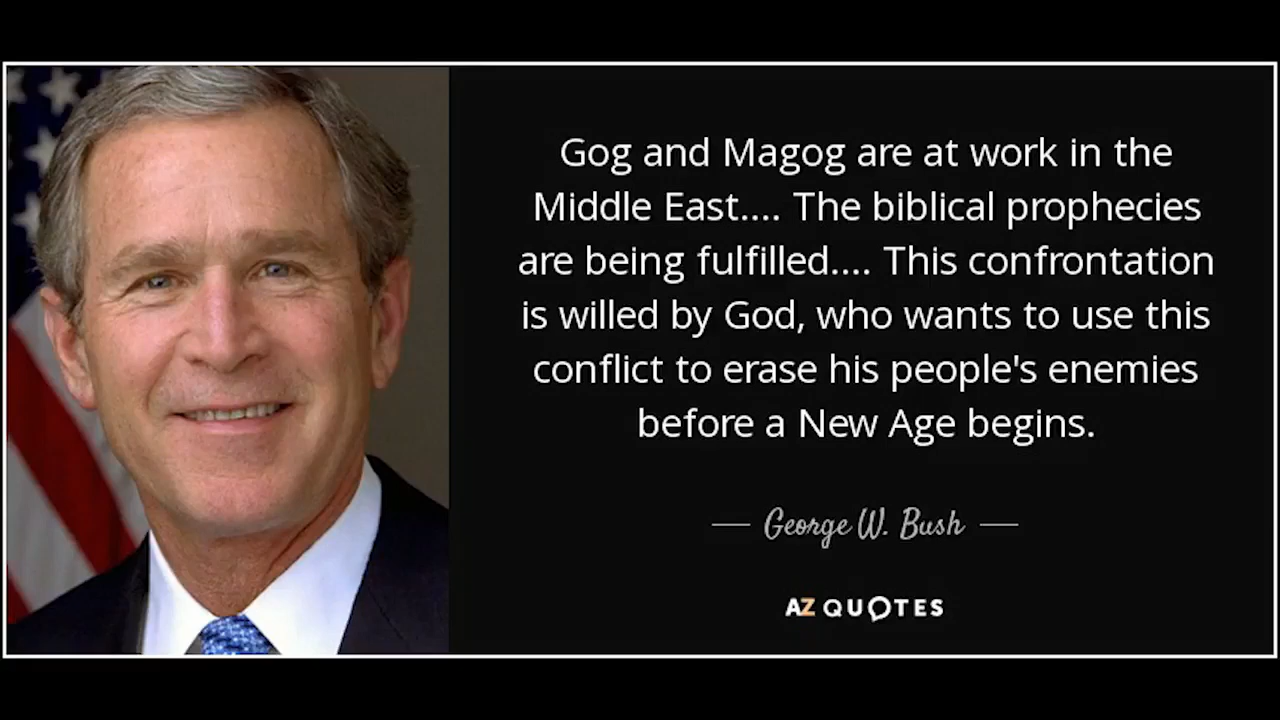 Gog and Magog are at work in the
Middle East.... The biblical prophecies
are being fulfilled.... This confrontation
is willed by God, who wants to use this
conflict to erase his people's enemies
before a New Age begins.
— George W. Bush —
AZ QUOTES